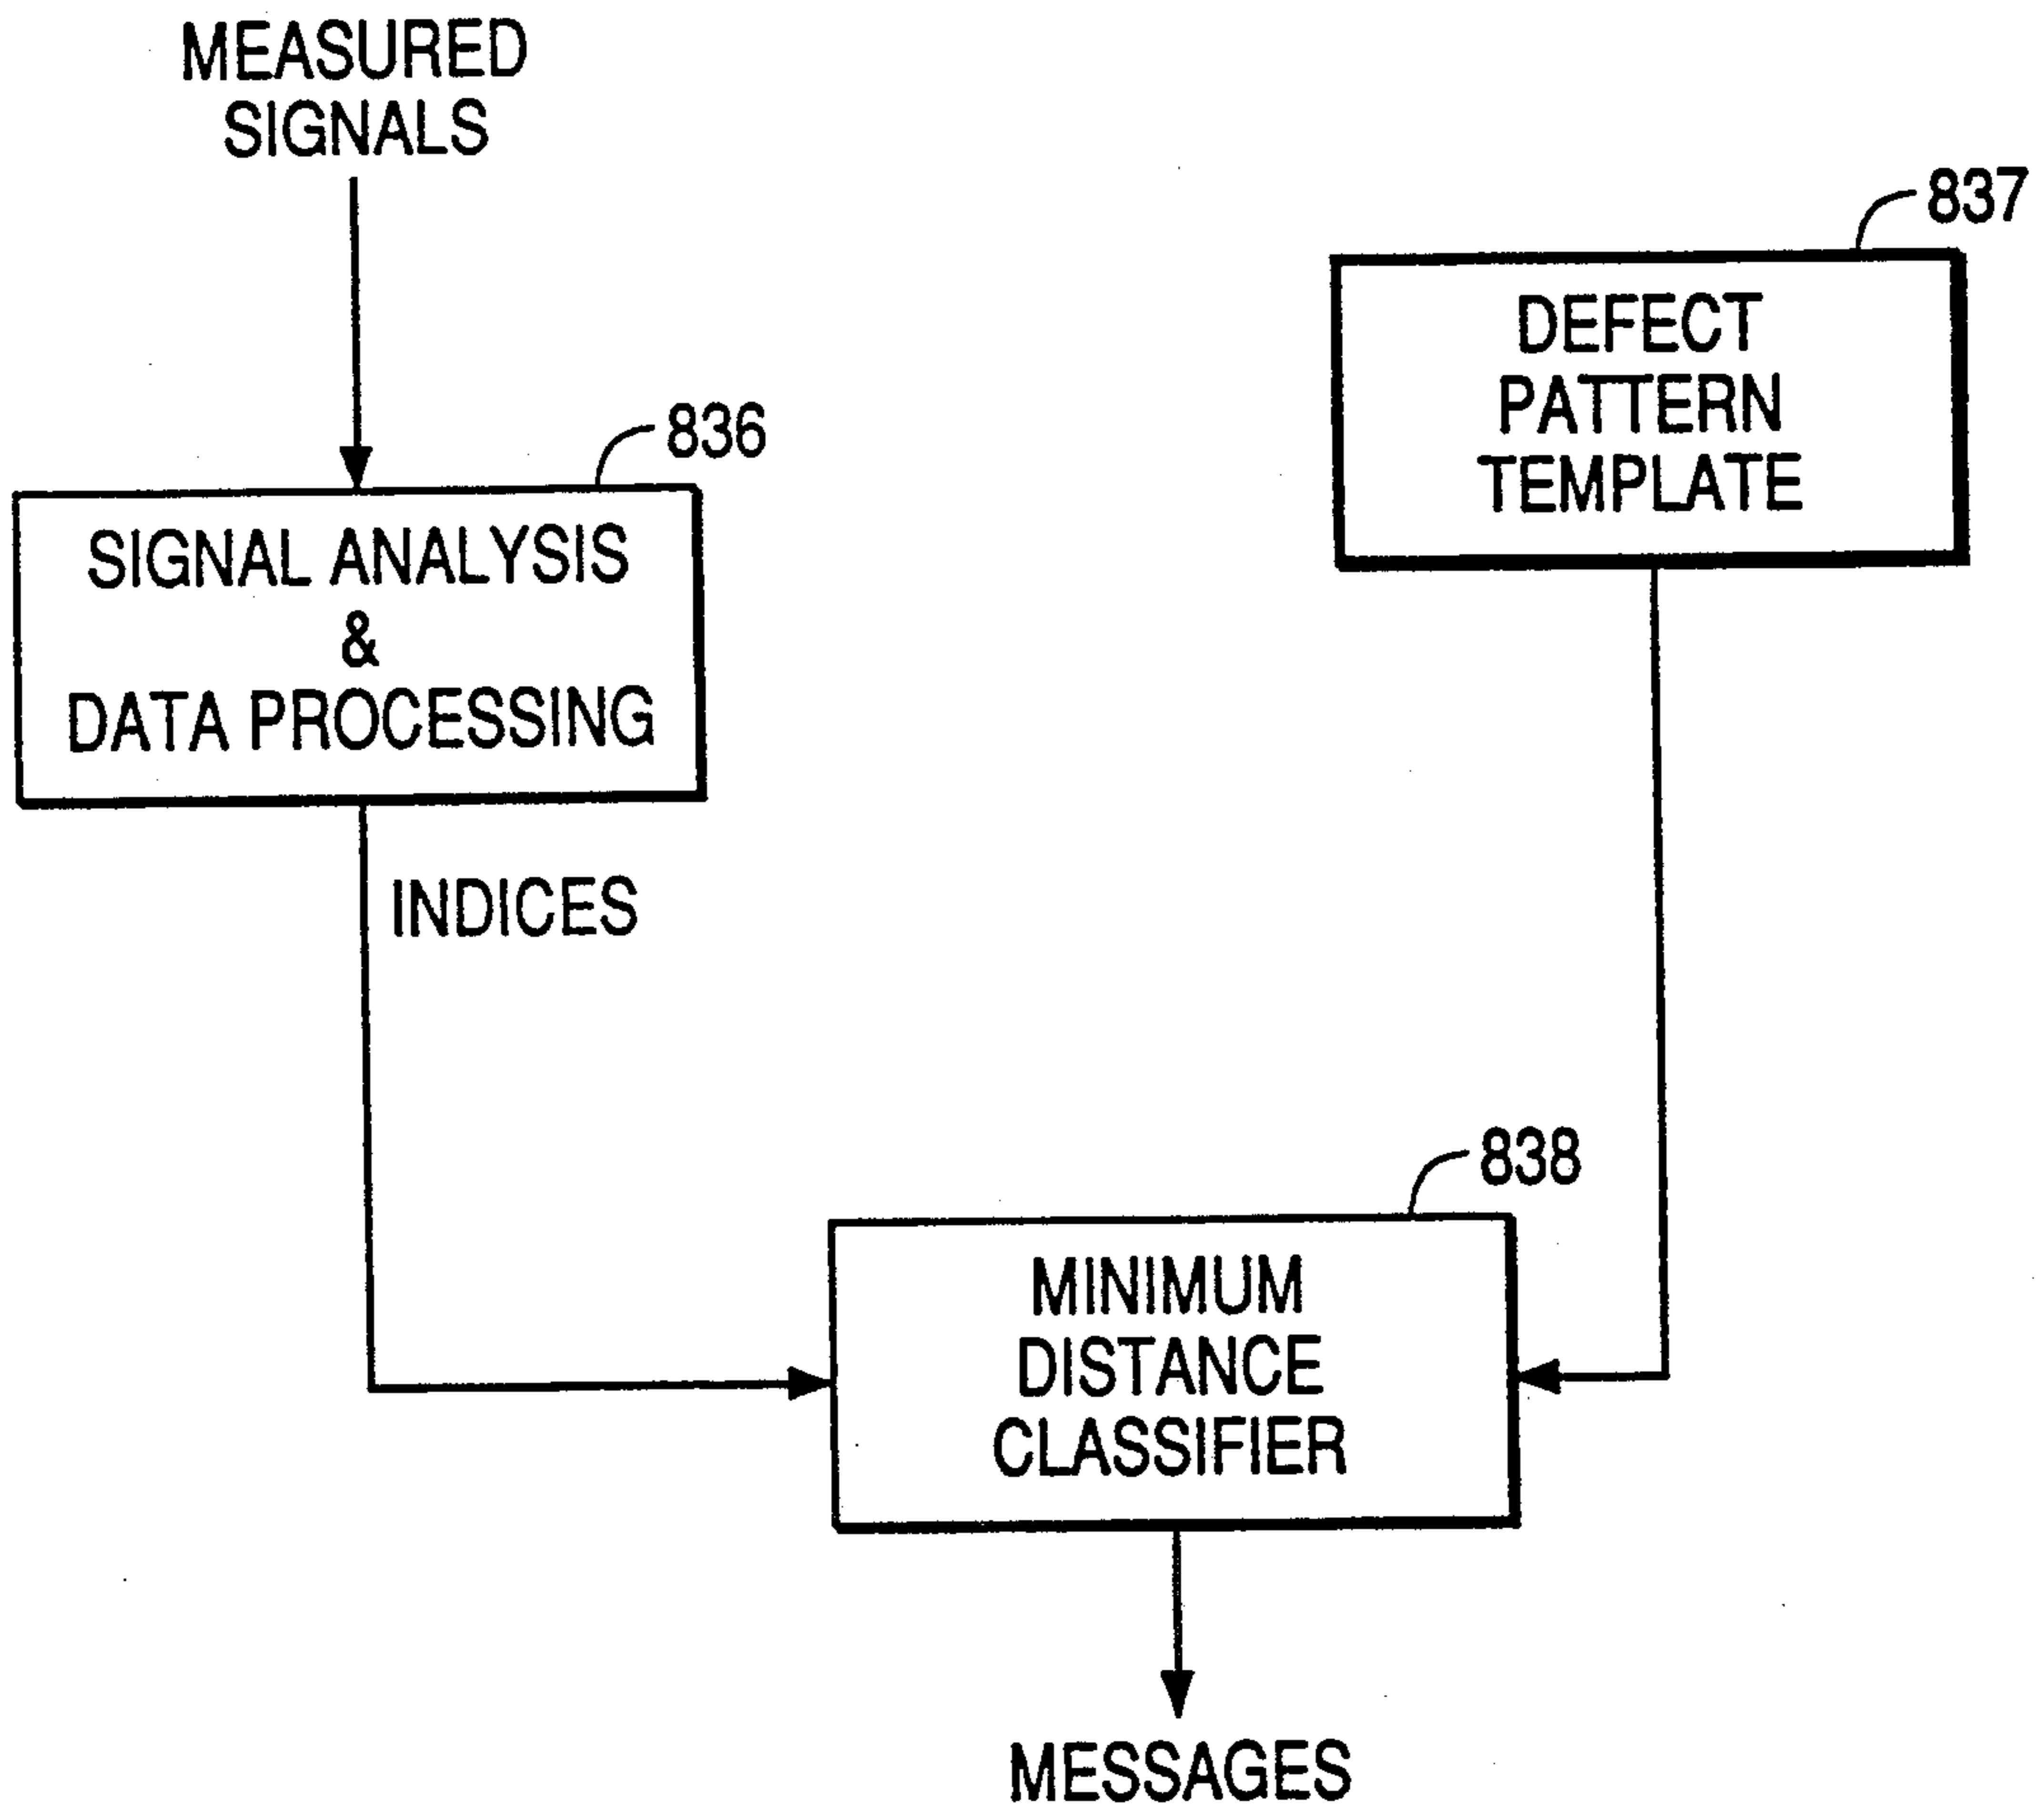 MEASURED
SIGNALS
836
SIGNAL ANALYSIS
&
DATA PROCESSING
INDICES
837
DEFECT
PATTERN
TEMPLATE
838
MINIMUM
DISTANCE
CLASSIFIER
MESSAGES